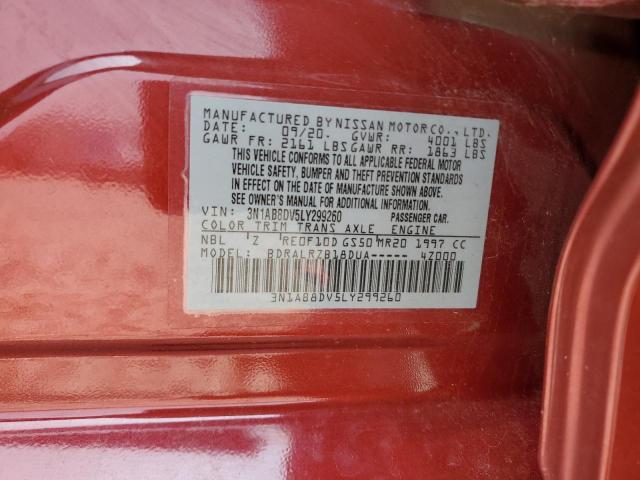 MANUFACTURED BY NISSAN MOTOR CO., LTD.
DATE: 09/20. GVWR: 4001 LBS
GAWR FR: 2161 LBS GAWR RR: 1863 LBS
THIS VEHICLE CONFORMS TO ALL APPLICABLE FEDERAL MOTOR
VEHICLE SAFETY, BUMPER AND THEFT PREVENTION STANDARDS
IN EFFECT ON THE DATE OF MANUFACTURE SHOWN ABOVE.
SEE OWNER'S MANUAL FOR ADDITIONAL INFORMATION.
VIN: 3N1AB8DV5LY299260 PASSENGER CAR.
COLOR TRIM TRANS AXLE ENGINE
NBL Z RE0F10D GS50 MR20 1997 CC
MODEL: BDRALRZB18DUA----- 4Z000
3N1AB8DV5LY299260